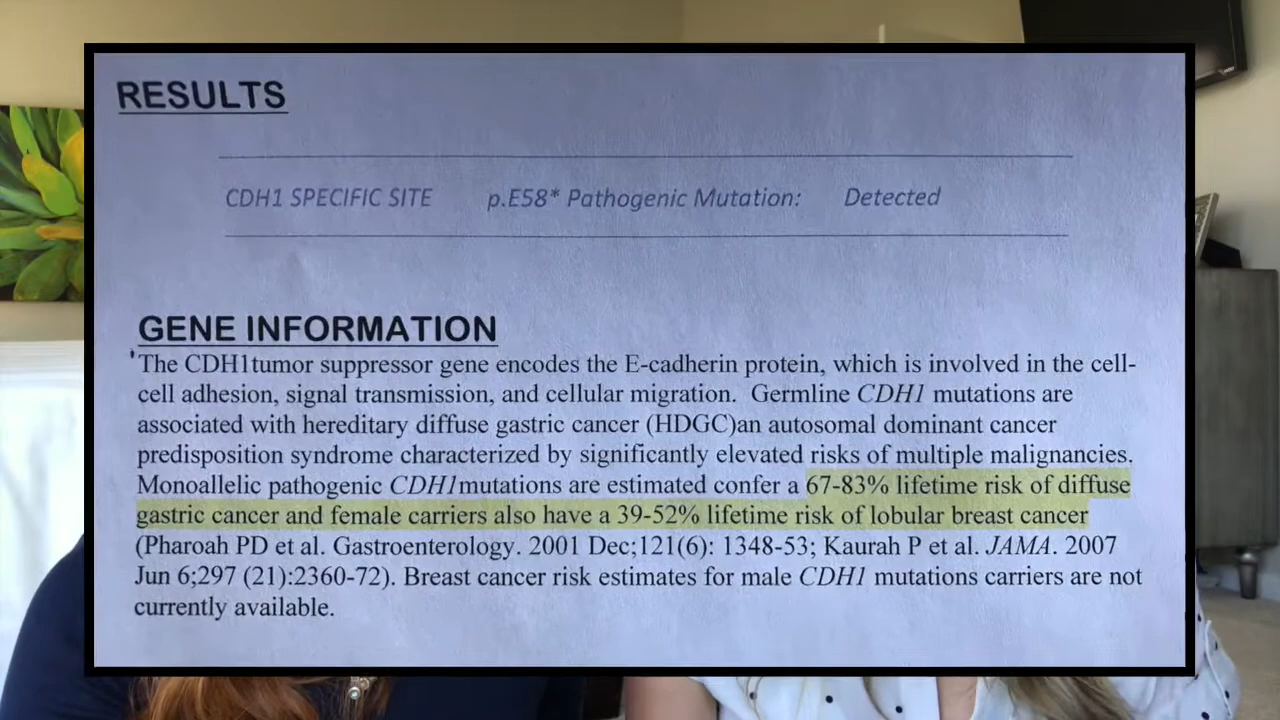 RESULTS
CDH1 SPECIFIC SITE p.E58* Pathogenic Mutation: Detected
GENE INFORMATION
The CDH1tumor suppressor gene encodes the E-cadherin protein, which is involved in the cell-
cell adhesion, signal transmission, and cellular migration. Germline CDH1 mutations are
associated with hereditary diffuse gastric cancer (HDGC)an autosomal dominant cancer
predisposition syndrome characterized by significantly elevated risks of multiple malignancies.
Monoallelic pathogenic CDH1mutations are estimated confer a 67-83% lifetime risk of diffuse
gastric cancer and female carriers also have a 39-52% lifetime risk of lobular breast cancer
(Pharoah PD et al. Gastroenterology. 2001 Dec;121(6): 1348-53; Kaurah P et al. JAMA. 2007
Jun 6;297 (21):2360-72). Breast cancer risk estimates for male CDH1 mutations carriers are not
currently available.